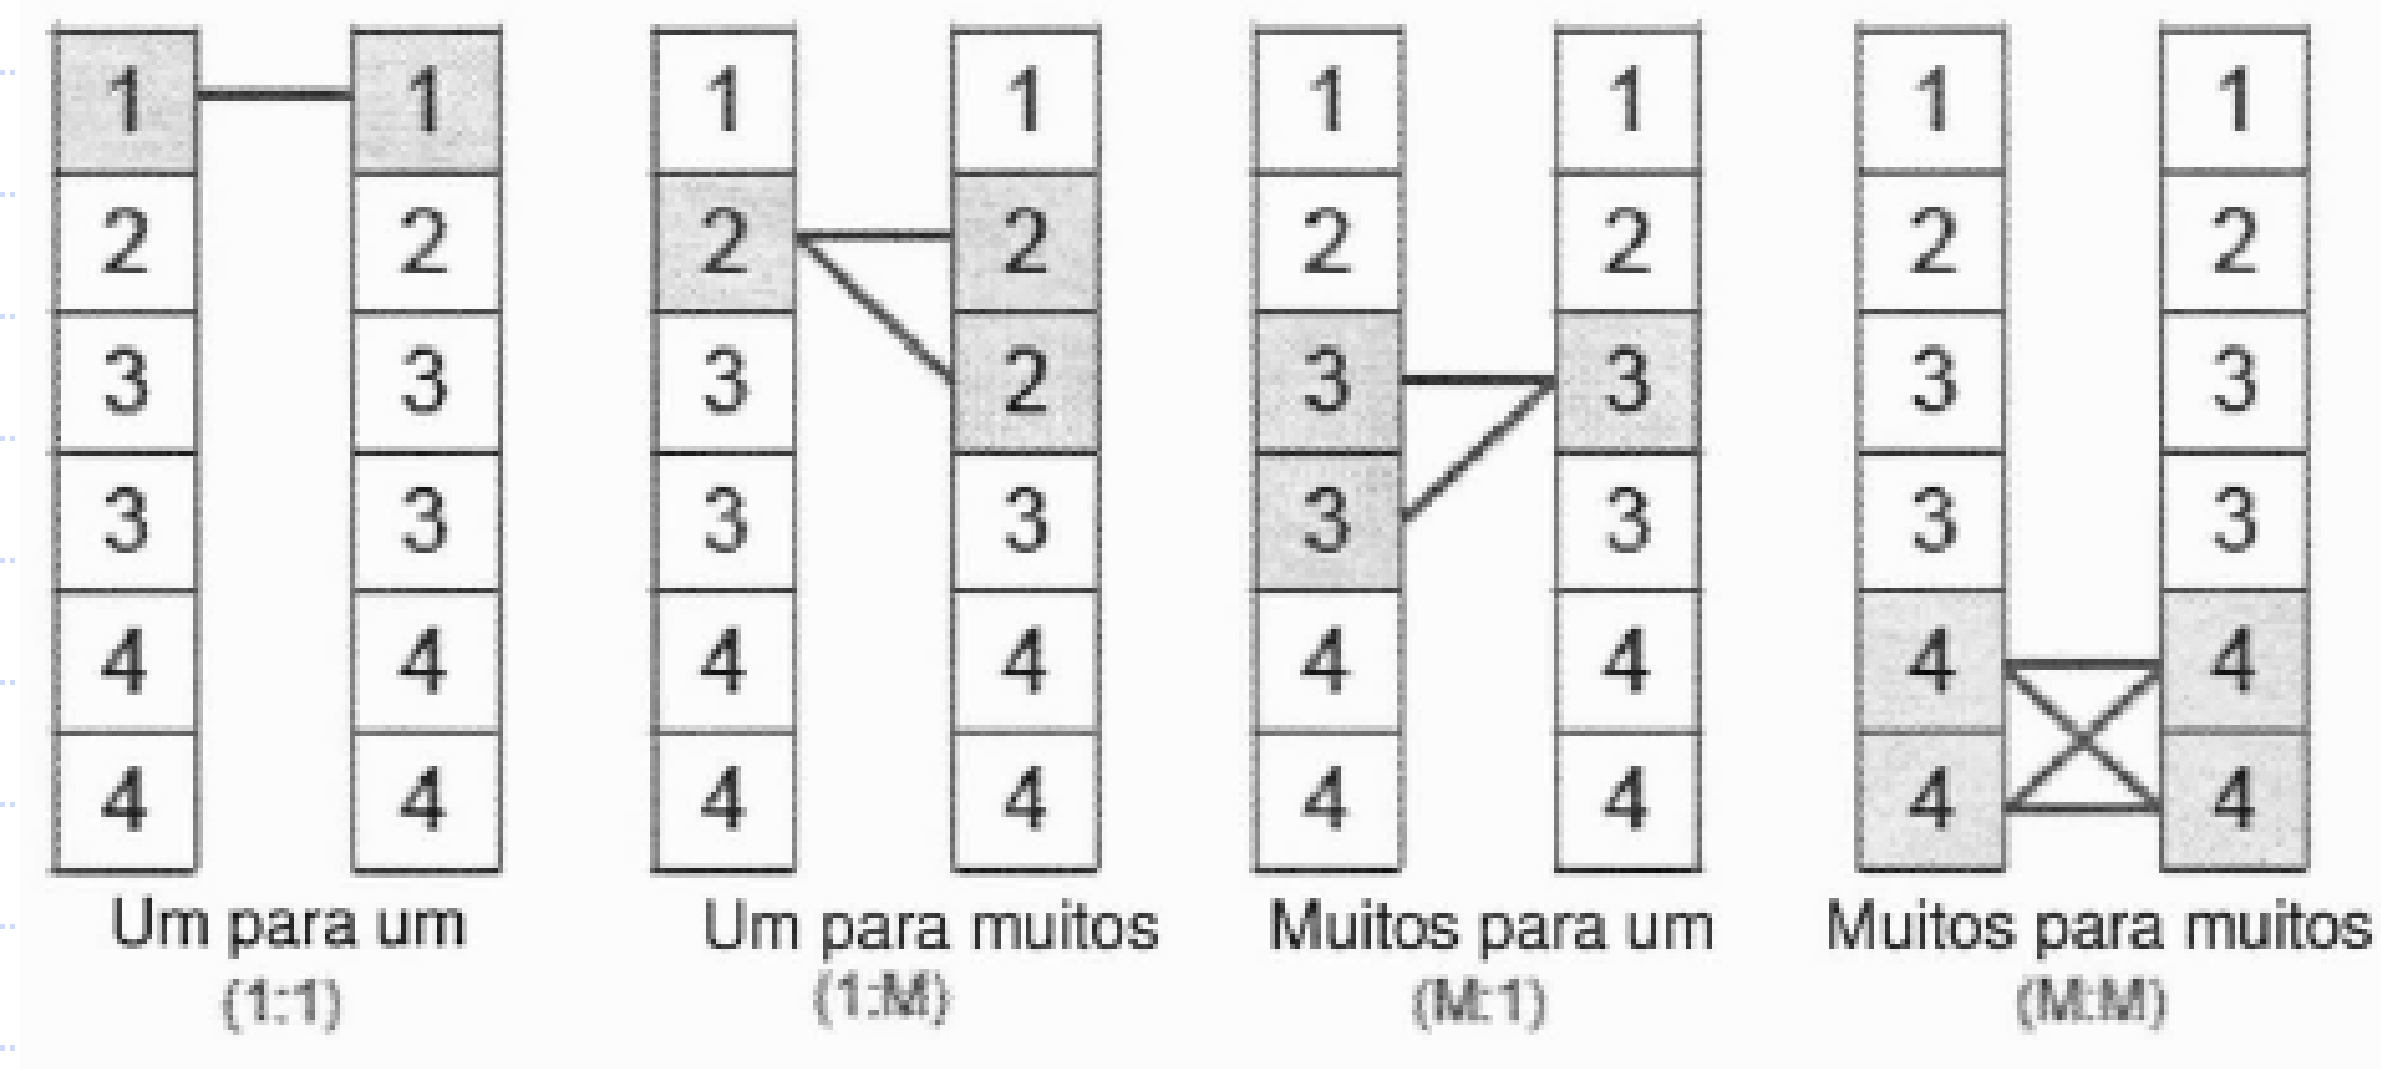 1 1 1 1 1 1 1 1
2 2 2 2 2 2 2 2
3 3 3 2 3 3 3 3
3 3 3 3 3 3 3 3
4 4 4 4 4 4 4 4
4 4 4 4 4 4 4 4
Um para um Um para muitos Muitos para um Muitos para muitos
(1:1) (1:M) (M:1) (M:M)